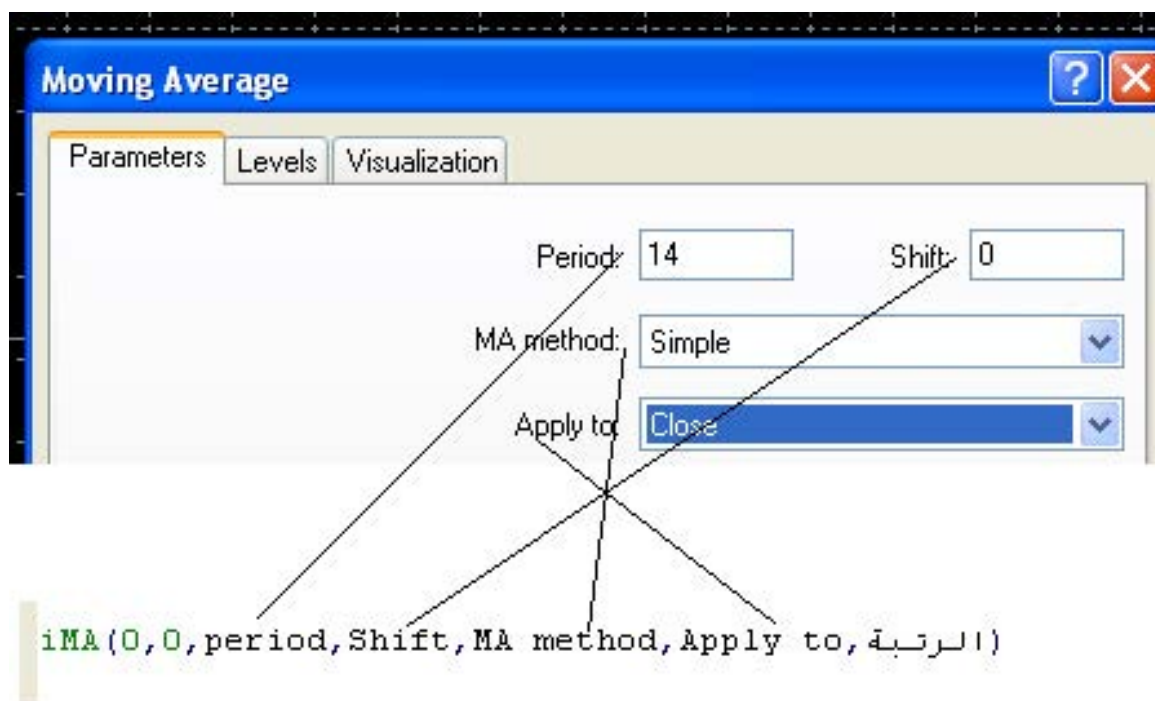 Moving Average
Parameters Levels Visualization
Period: 14 Shift: 0
MA method: Simple
Apply to: Close
iMA(0,0,period,Shift,MA method,Apply to,الرتبة)